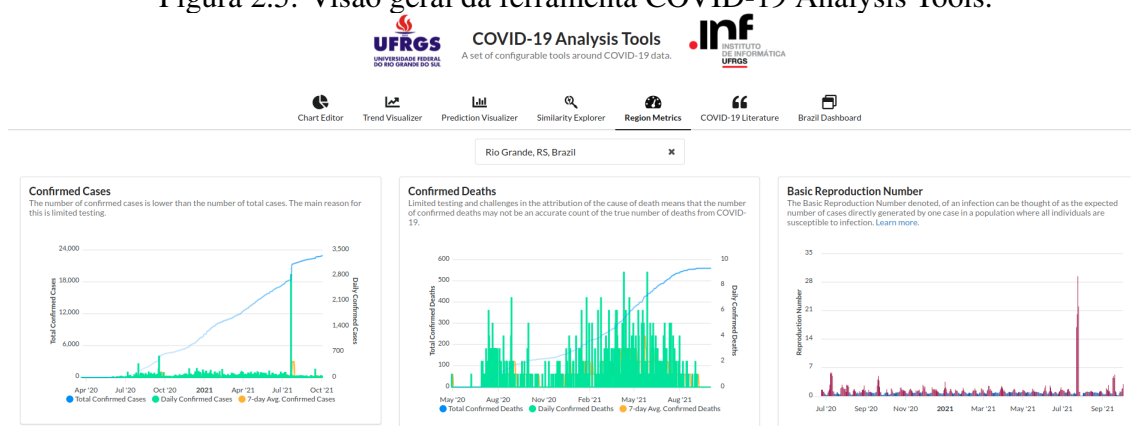 Figura 2.5: Visão geral da ferramenta COVID-19 Analysis Tools.
UFRGS
UNIVERSIDADE FEDERAL
DO RIO GRANDE DO SUL
COVID-19 Analysis Tools
A set of configurable tools around COVID-19 data.
.inf
INSTITUTO
DE INFORMÁTICA
UFRGS
Chart Editor Trend Visualizer Prediction Visualizer Similarity Explorer Region Metrics COVID-19 Literature Brazil Dashboard
Rio Grande, RS, Brazil ✖
Confirmed Cases
The number of confirmed cases is lower than the number of total cases. The main reason for
this is limited testing.
24,000
18,000
12,000
6,000
0
Total Confirmed Cases
3,500
2,800
2,100
1,400
700
0
Daily Confirmed Cases
Apr '20 Jul '20 Oct '20 2021 Apr '21 Jul '21 Oct '21
Total Confirmed Cases Daily Confirmed Cases 7-day Avg. Confirmed Cases
Confirmed Deaths
Limited testing and challenges in the attribution of the cause of death means that the number
of confirmed deaths may not be an accurate count of the true number of deaths from COVID-
19.
600
500
400
300
200
100
0
Total Confirmed Deaths
10
8
6
4
2
0
Daily Confirmed Deaths
May '20 Aug '20 Nov '20 Feb '21 May '21 Aug '21
Total Confirmed Deaths Daily Confirmed Deaths 7-day Avg. Confirmed Deaths
Basic Reproduction Number
The Basic Reproduction Number denoted, of an infection can be thought of as the expected
number of cases directly generated by one case in a population where all individuals are
susceptible to infection. Learn more.
35
28
21
14
7
0
Reproduction Number
Jul '20 Sep '20 Nov '20 2021 Mar '21 May '21 Jul '21 Sep '21